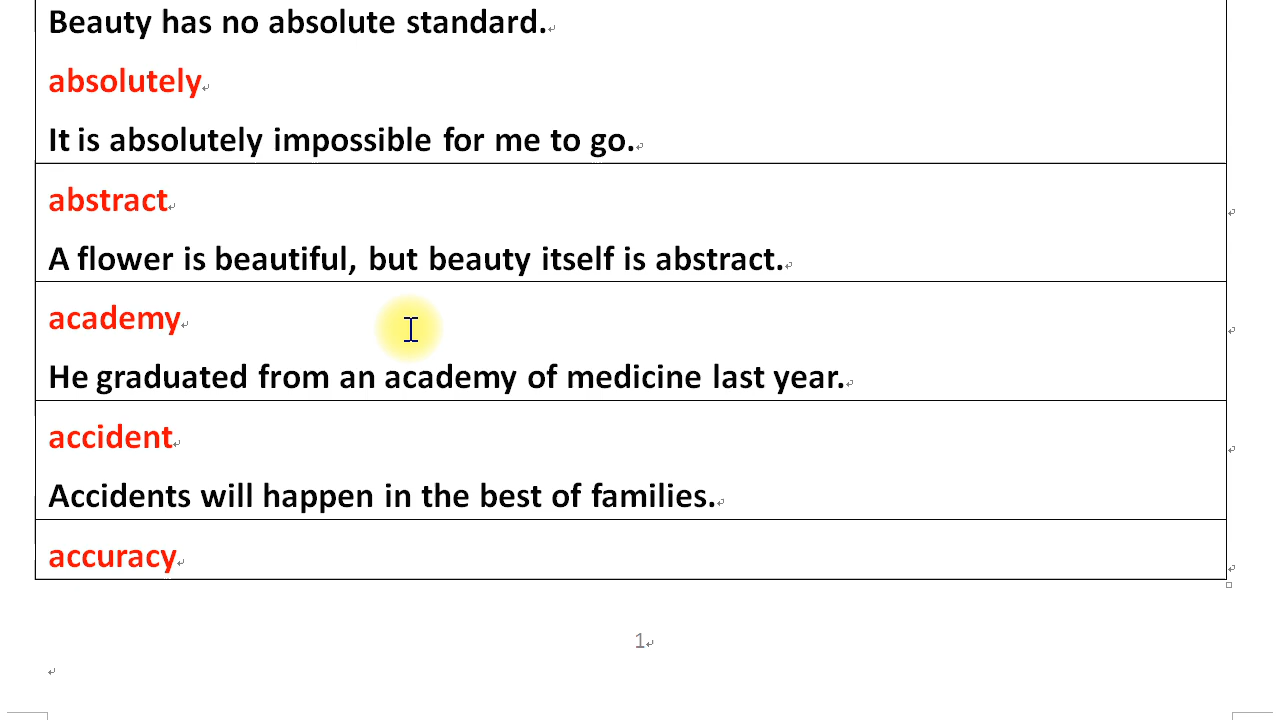 Beauty has no absolute standard.
absolutely
It is absolutely impossible for me to go.
abstract
A flower is beautiful, but beauty itself is abstract.
academy
He graduated from an academy of medicine last year.
accident
Accidents will happen in the best of families.
accuracy
1